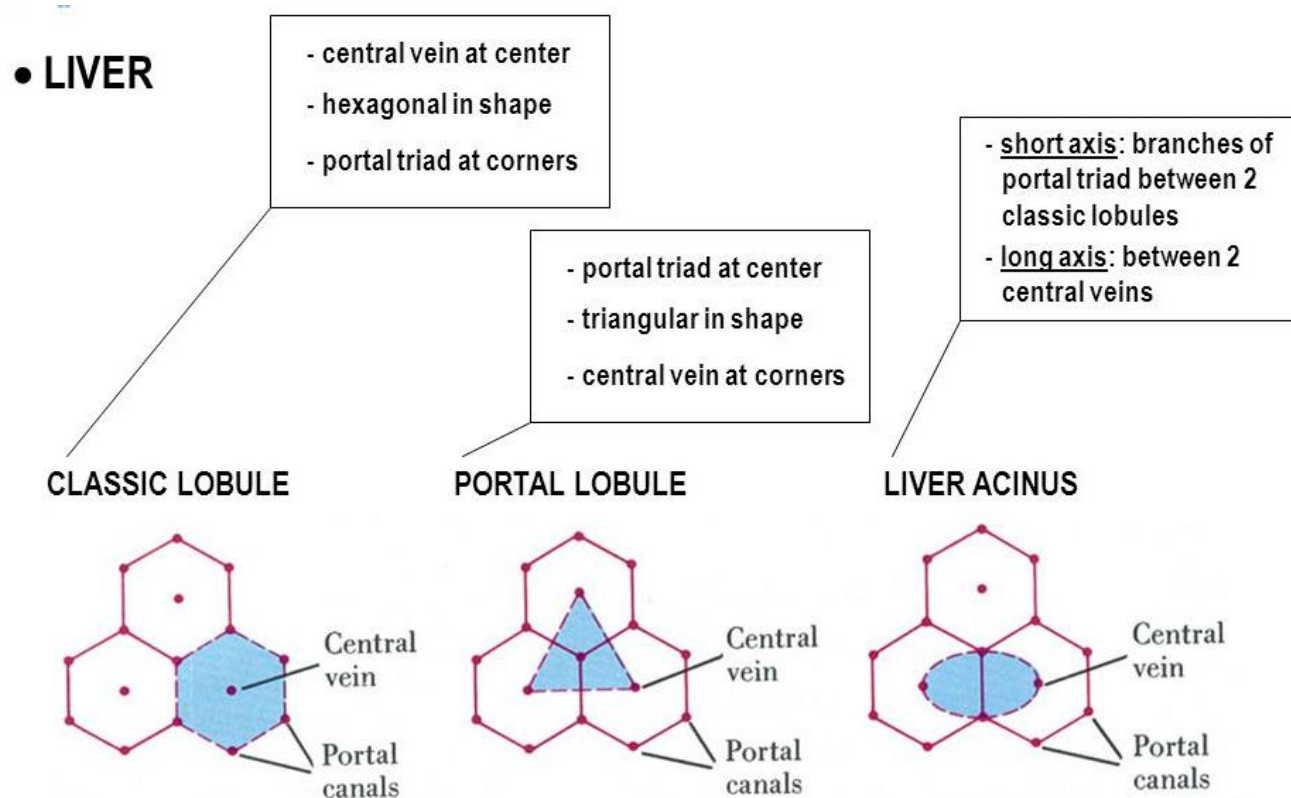 • LIVER
- central vein at center
- hexagonal in shape
- portal triad at corners
- portal triad at center
- triangular in shape
- central vein at corners
- short axis: branches of
portal triad between 2
classic lobules
- long axis: between 2
central veins
CLASSIC LOBULE
PORTAL LOBULE
LIVER ACINUS
Central
vein
Portal
canals
Central
vein
Portal
canals
Central
vein
Portal
canals